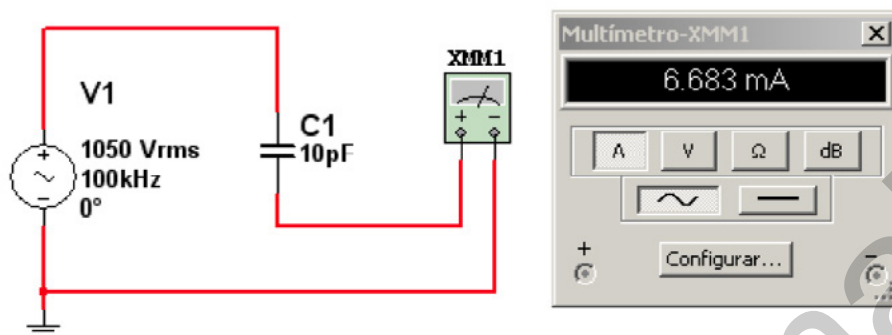 V1
1050 Vrms
100kHz
0°
C1
10pF
XMM1
+ −
Multímetro-XMM1
6.683 mA
A V Ω dB
+ Configurar... −